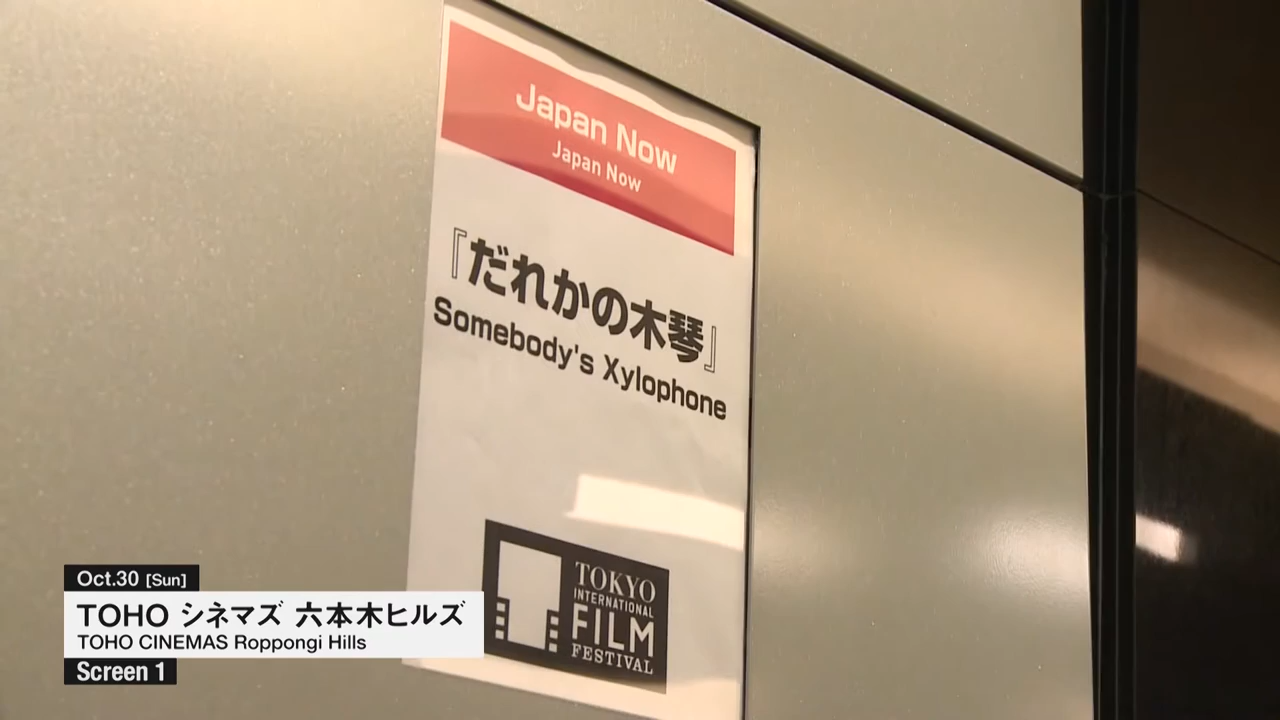 Japan Now
Japan Now
『だれかの木琴』
Somebody's Xylophone
TOKYO
INTERNATIONAL
FILM
FESTIVAL
Oct.30 [Sun]
TOHO シネマズ 六本木ヒルズ
TOHO CINEMAS Roppongi Hills
Screen 1